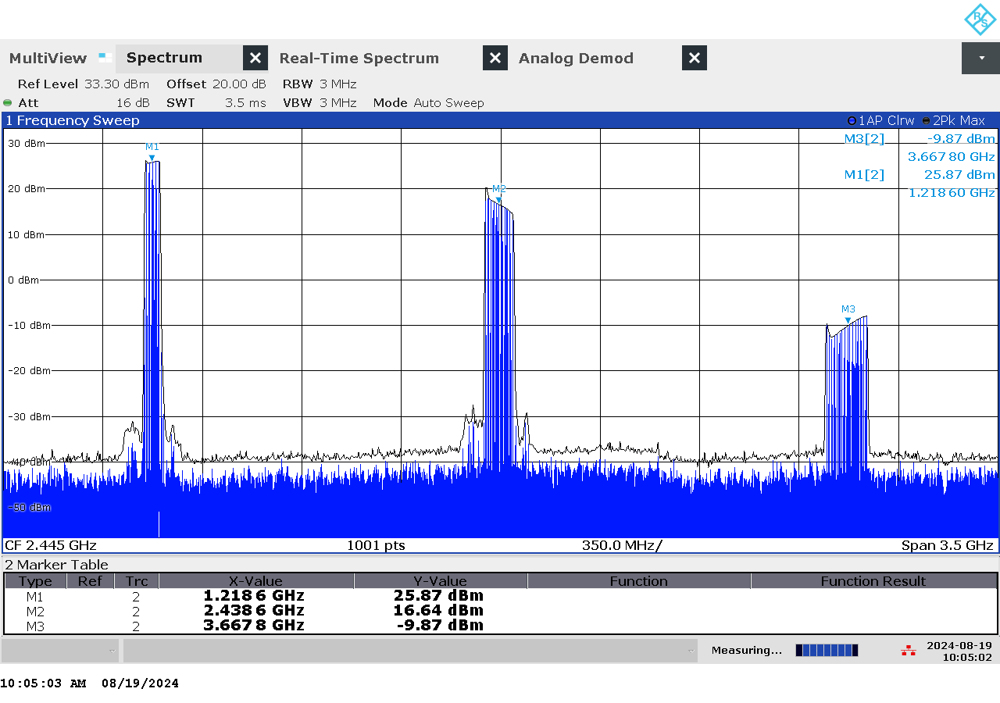 R/S
MultiView Spectrum Real-Time Spectrum Analog Demod
Ref Level 33.30 dBm Offset 20.00 dB RBW 3 MHz
Att 16 dB SWT 3.5 ms VBW 3 MHz Mode Auto Sweep
1 Frequency Sweep 1AP Clrw 2Pk Max
M3[2] -9.87 dBm
3.667 80 GHz
M1[2] 25.87 dBm
1.218 60 GHz
30 dBm
M1
20 dBm
M2
10 dBm
0 dBm
M3
-10 dBm
-20 dBm
-30 dBm
-40 dBm
-50 dBm
CF 2.445 GHz 1001 pts 350.0 MHz/ Span 3.5 GHz
2 Marker Table
Type Ref Trc X-Value Y-Value Function Function Result
M1 2 1.218 6 GHz 25.87 dBm
M2 2 2.438 6 GHz 16.64 dBm
M3 2 3.667 8 GHz -9.87 dBm
Measuring... 2024-08-19
10:05:02
10:05:03 AM 08/19/2024